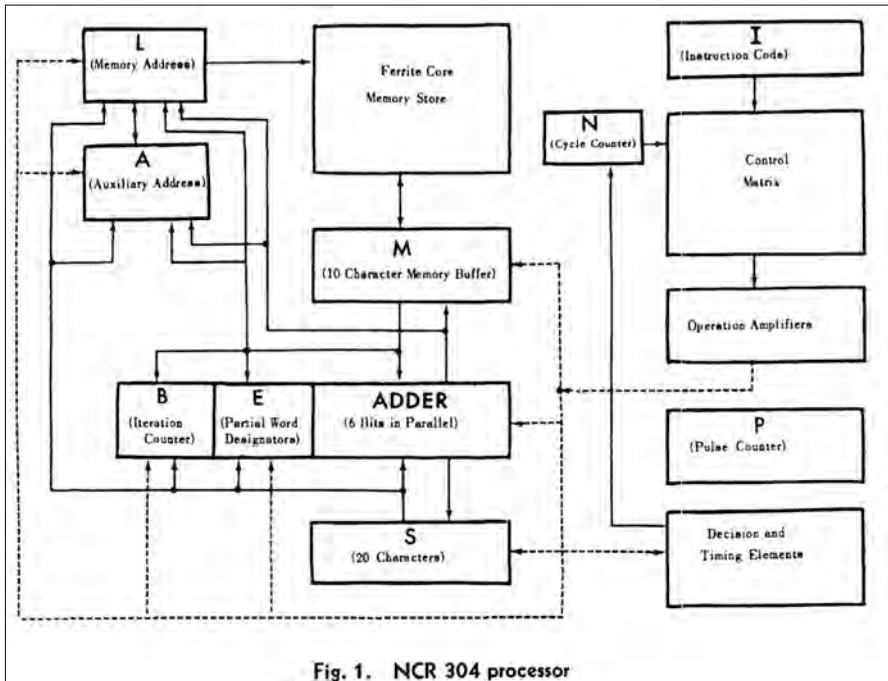 L
(Memory Address)
A
(Auxiliary Address)
Ferrite Core
Memory Store
I
(Instruction Code)
N
(Cycle Counter)
Control
Matrix
M
(10 Character Memory Buffer)
Operation Amplifiers
B
(Iteration
Counter)
E
(Partial Word
Designators)
ADDER
(6 Bits in Parallel)
P
(Pulse Counter)
S
(20 Characters)
Decision and
Timing Elements
Fig. 1. NCR 304 processor